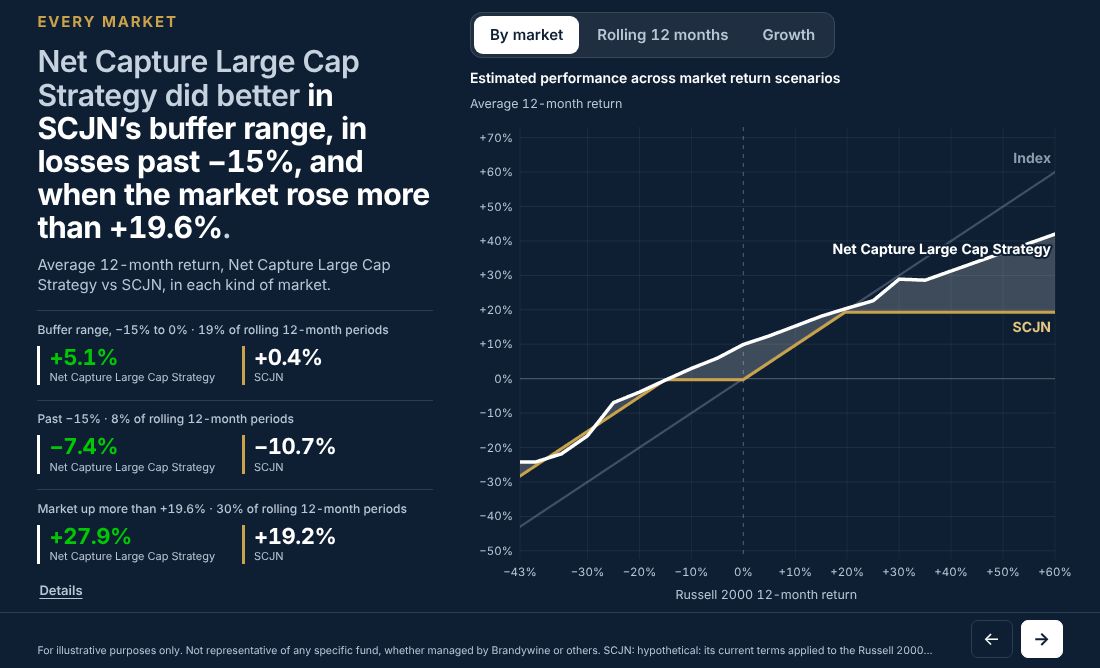 EVERY MARKET
Net Capture Large Cap
Strategy did better in
SCJN’s buffer range, in
losses past −15%, and
when the market rose more
than +19.6%.
Average 12-month return, Net Capture Large Cap
Strategy vs SCJN, in each kind of market.
Buffer range, −15% to 0% · 19% of rolling 12-month periods
+5.1%
Net Capture Large Cap Strategy
+0.4%
SCJN
Past −15% · 8% of rolling 12-month periods
−7.4%
Net Capture Large Cap Strategy
−10.7%
SCJN
Market up more than +19.6% · 30% of rolling 12-month periods
+27.9%
Net Capture Large Cap Strategy
+19.2%
SCJN
Details
By market Rolling 12 months Growth
Estimated performance across market return scenarios
Average 12-month return
+70%
+60%
+50%
+40%
+30%
+20%
+10%
0%
−10%
−20%
−30%
−40%
−50%
Index
Net Capture Large Cap Strategy
SCJN
−43% −30% −20% −10% 0% +10% +20% +30% +40% +50% +60%
Russell 2000 12-month return
For illustrative purposes only. Not representative of any specific fund, whether managed by Brandywine or others. SCJN: hypothetical: its current terms applied to the Russell 2000…